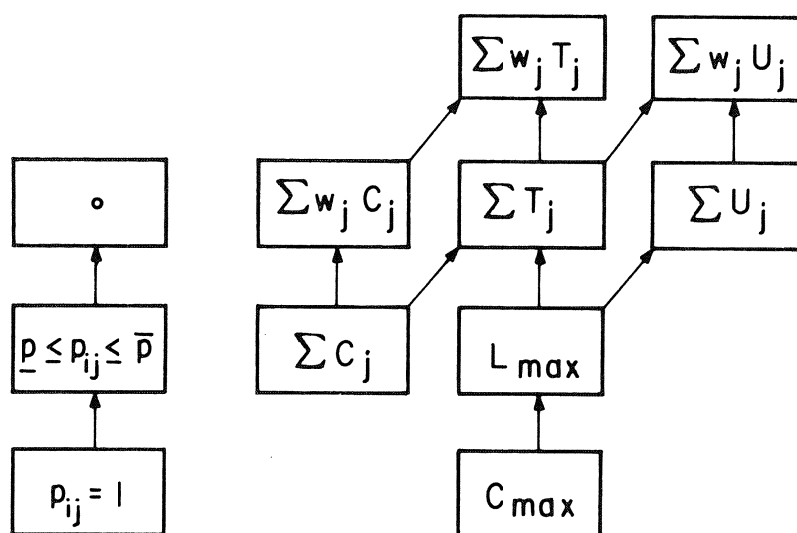 ∑ w_j T_j
∑ w_j U_j
∘
∑ w_j C_j
∑ T_j
∑ U_j
p̲ ≤ p_ij ≤ p̅
∑ C_j
L_max
p_ij = 1
C_max